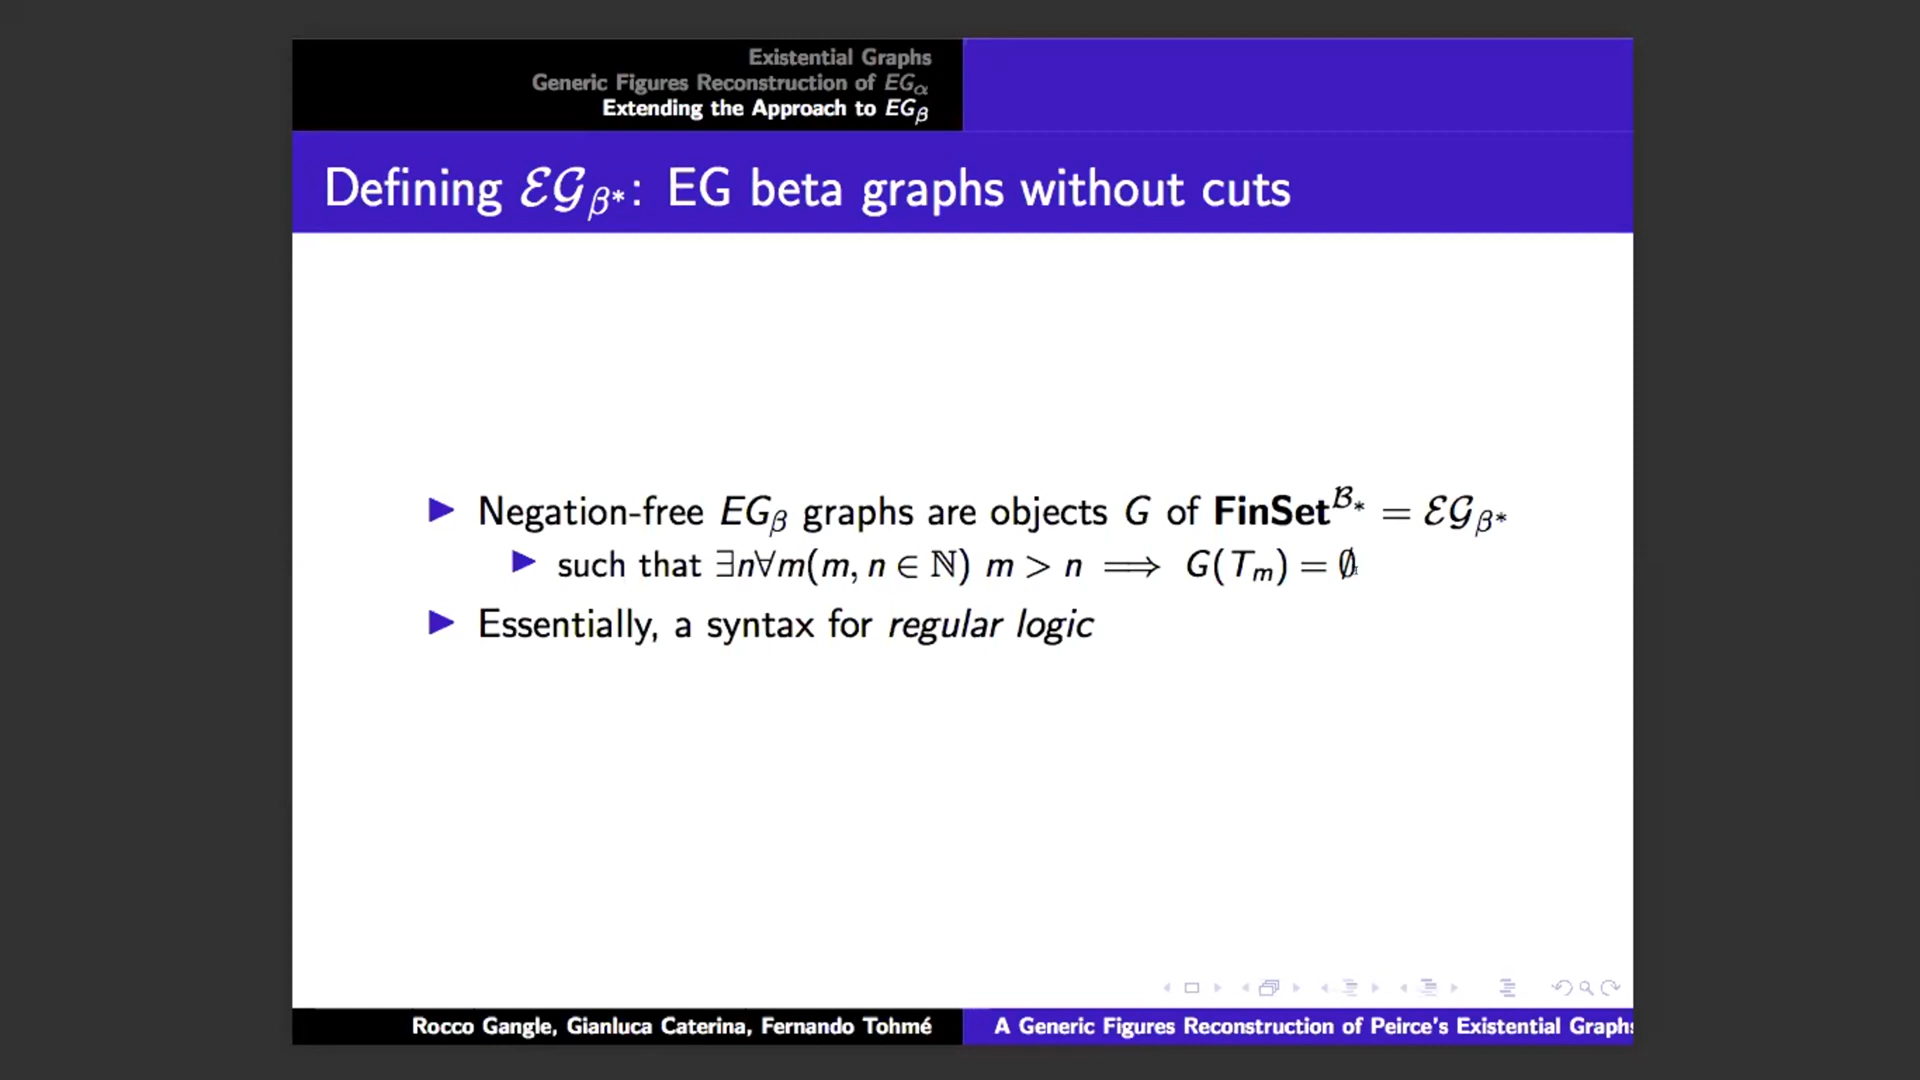 Existential Graphs
Generic Figures Reconstruction of EGα
Extending the Approach to EGβ
Defining ℰ𝒢β*: EG beta graphs without cuts
▶ Negation-free EGβ graphs are objects G of FinSet^ℬ* = ℰ𝒢β*
▶ such that ∃n∀m(m, n ∈ ℕ) m > n ⟹ G(Tm) = ∅
▶ Essentially, a syntax for regular logic
Rocco Gangle, Gianluca Caterina, Fernando Tohmé
A Generic Figures Reconstruction of Peirce's Existential Graphs